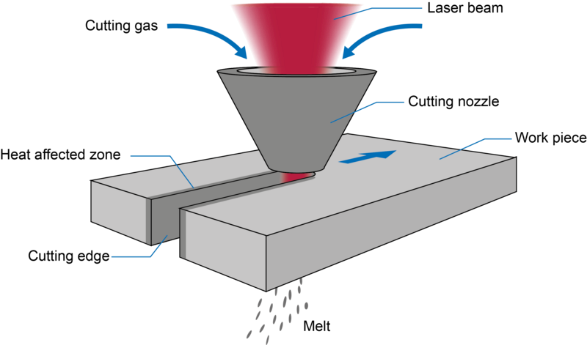 Laser beam
Cutting gas
Cutting nozzle
Work piece
Heat affected zone
Cutting edge
Melt